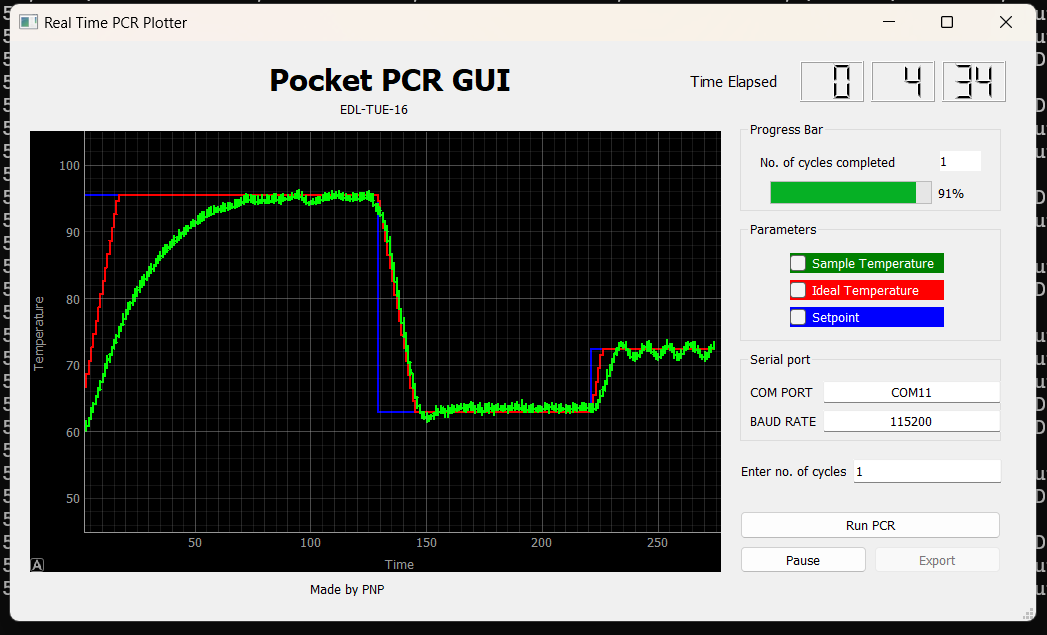 Real Time PCR Plotter
Pocket PCR GUI
EDL-TUE-16
Time Elapsed 0 4 34
100
90
80
70
60
50
Temperature
50 100 150 200 250
Time
A
Made by PNP
Progress Bar
No. of cycles completed 1
91%
Parameters
Sample Temperature
Ideal Temperature
Setpoint
Serial port
COM PORT COM11
BAUD RATE 115200
Enter no. of cycles 1
Run PCR
Pause Export